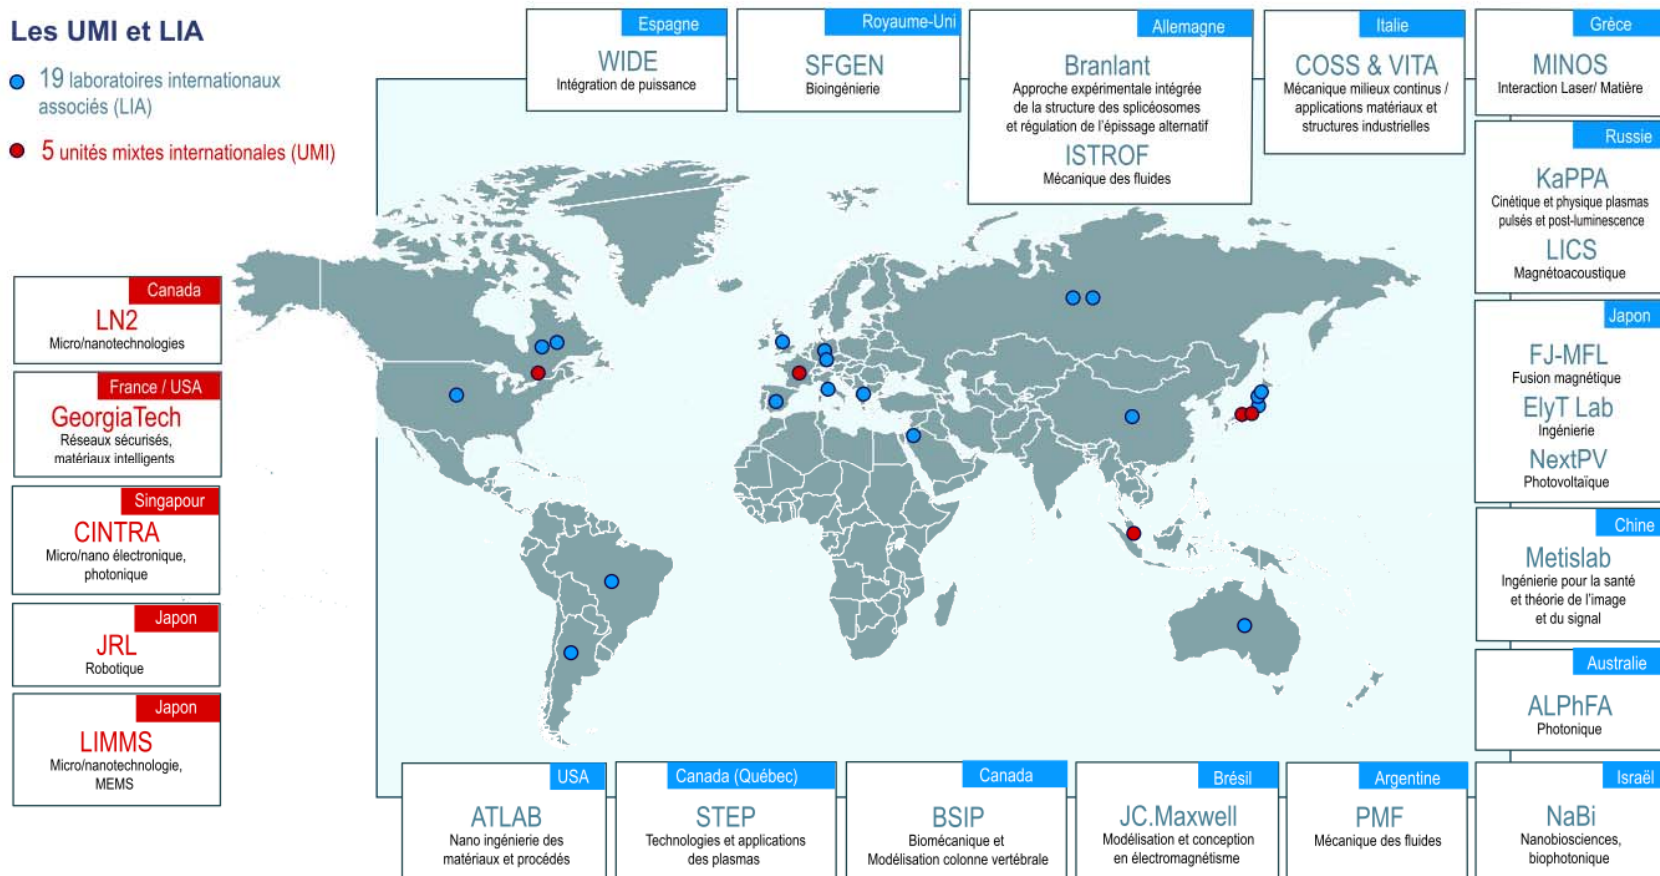 Les UMI et LIA
19 laboratoires internationaux
associés (LIA)
5 unités mixtes internationales (UMI)
Espagne
WIDE
Intégration de puissance
Royaume-Uni
SFGEN
Bioingénierie
Allemagne
Branlant
Approche expérimentale intégrée
de la structure des splicéosomes
et régulation de l'épissage alternatif
ISTROF
Mécanique des fluides
Italie
COSS & VITA
Mécanique milieux continus /
applications matériaux et
structures industrielles
Grèce
MINOS
Interaction Laser/ Matière
Russie
KaPPA
Cinétique et physique plasmas
pulsés et post-luminescence
LICS
Magnétoacoustique
Japon
FJ-MFL
Fusion magnétique
ElyT Lab
Ingénierie
NextPV
Photovoltaïque
Chine
Metislab
Ingénierie pour la santé
et théorie de l'image
et du signal
Australie
ALPhFA
Photonique
Canada
LN2
Micro/nanotechnologies
France / USA
GeorgiaTech
Réseaux sécurisés,
matériaux intelligents
Singapour
CINTRA
Micro/nano électronique,
photonique
Japon
JRL
Robotique
Japon
LIMMS
Micro/nanotechnologie,
MEMS
USA
ATLAB
Nano ingénierie des
matériaux et procédés
Canada (Québec)
STEP
Technologies et applications
des plasmas
Canada
BSIP
Biomécanique et
Modélisation colonne vertébrale
Brésil
JC.Maxwell
Modélisation et conception
en électromagnétisme
Argentine
PMF
Mécanique des fluides
Israël
NaBi
Nanobiosciences,
biophotonique